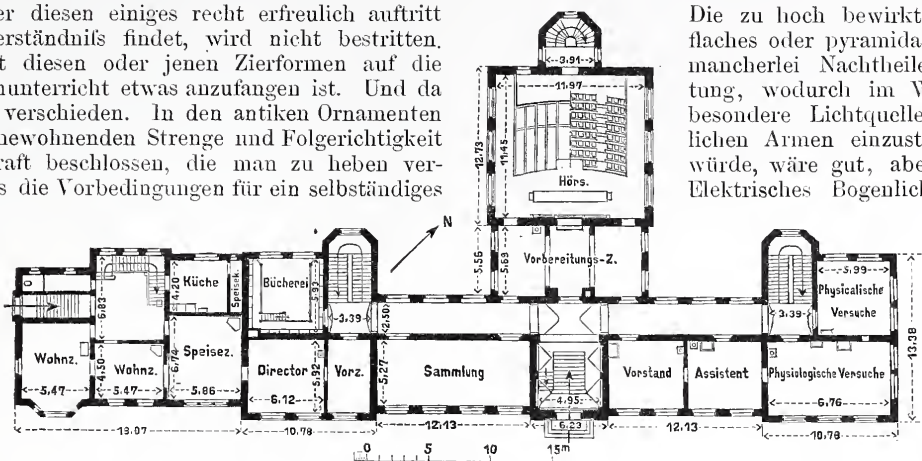 er diesen einiges recht erfreulich auftritt
erständniſs findet, wird nicht bestritten.
t diesen oder jenen Zierformen auf die
nunterricht etwas anzufangen ist. Und da
verschieden. In den antiken Ornamenten
newohnenden Strenge und Folgerichtigkeit
raft beschlossen, die man zu heben ver-
s die Vorbedingungen für ein selbständiges
Die zu hoch bewirkt
flaches oder pyramida
mancherlei Nachtheile
tung, wodurch im V
besondere Lichtquelle
lichen Armen einzust
würde, wäre gut, abe
Elektrisches Bogenlich
3,91
11,97
12,73
11,45
Hörs.
N
5,56
5,69
Vorbereitungs-Z.
6,83
Küche
4,20
Speisek.
Bücherei
5,93
3,39
2,50
3,39
5,99
Physicalische
Versuche
13,38
Wohnz.
5,47
4,50
Wohnz.
5,47
Speisez.
6,74
5,86
Director
6,12
5,92
Vorz.
5,27
Sammlung
4,95
Vorstand
Assistent
Physiologische Versuche
6,76
18,07
10,78
12,13
6,23
12,13
10,78
0 5 10 15m